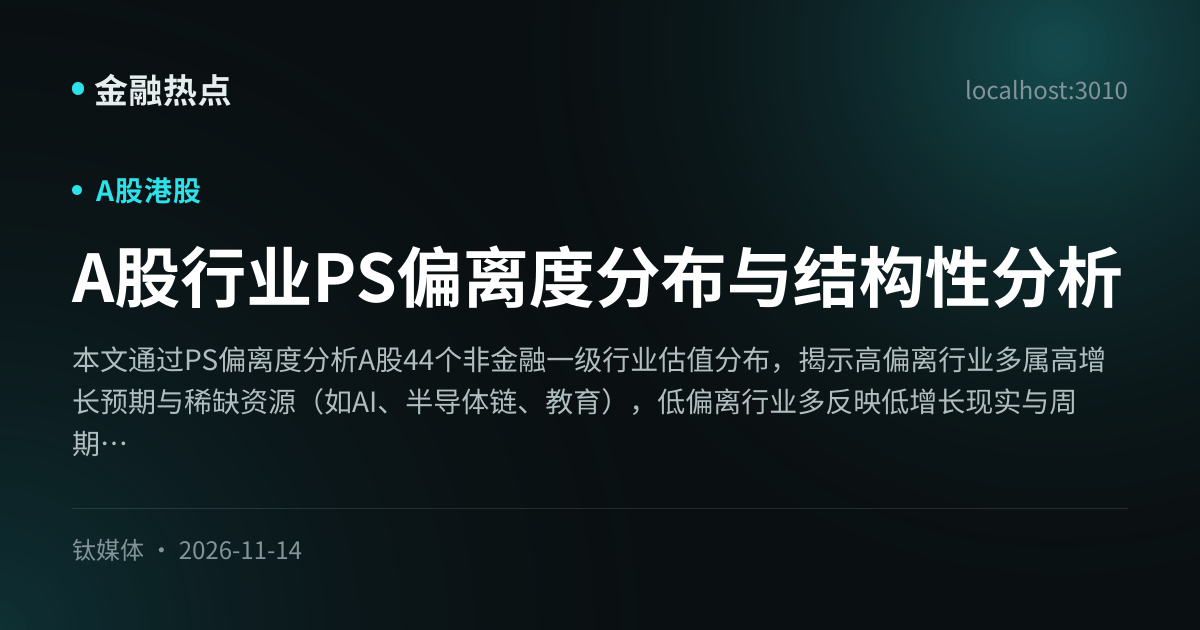 金融热点
localhost:3010
A股港股
A股行业PS偏离度分布与结构性分析
本文通过PS偏离度分析A股44个非金融一级行业估值分布，揭示高偏离行业多属高增
长预期与稀缺资源（如AI、半导体链、教育），低偏离行业多反映低增长现实与周
期…
钛媒体 • 2026-11-14